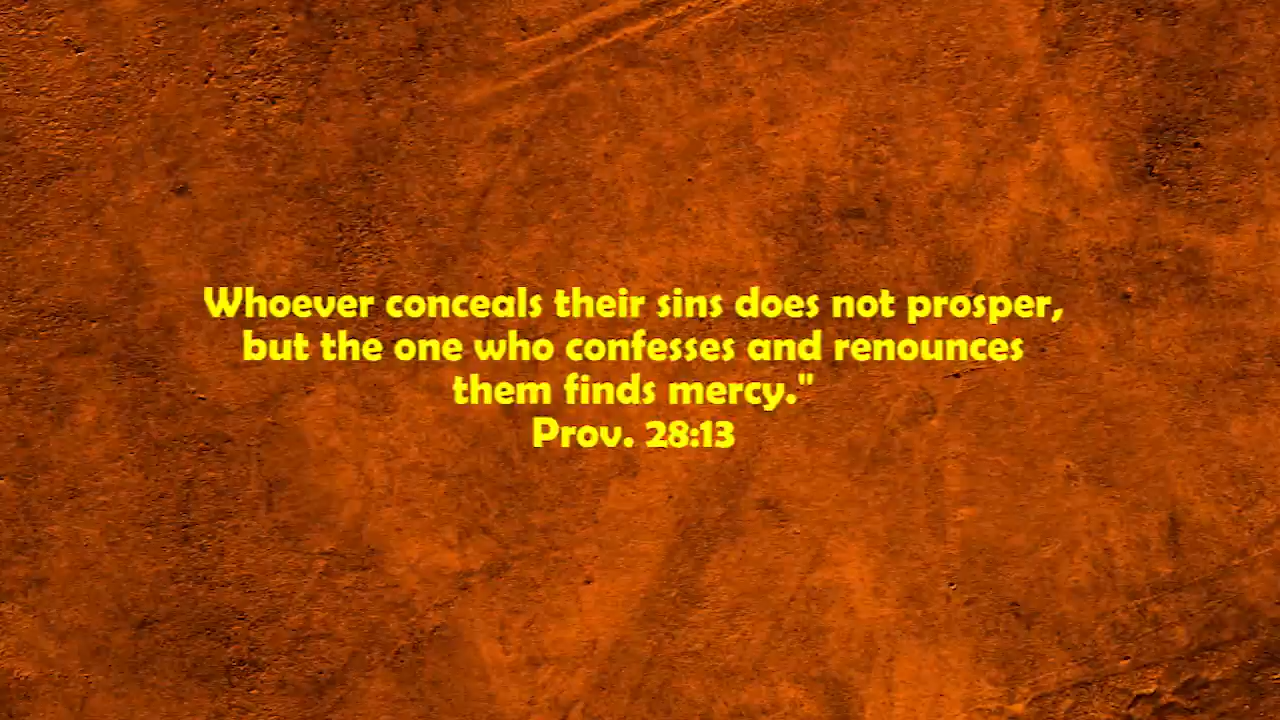 Whoever conceals their sins does not prosper,
but the one who confesses and renounces
them finds mercy."
Prov. 28:13